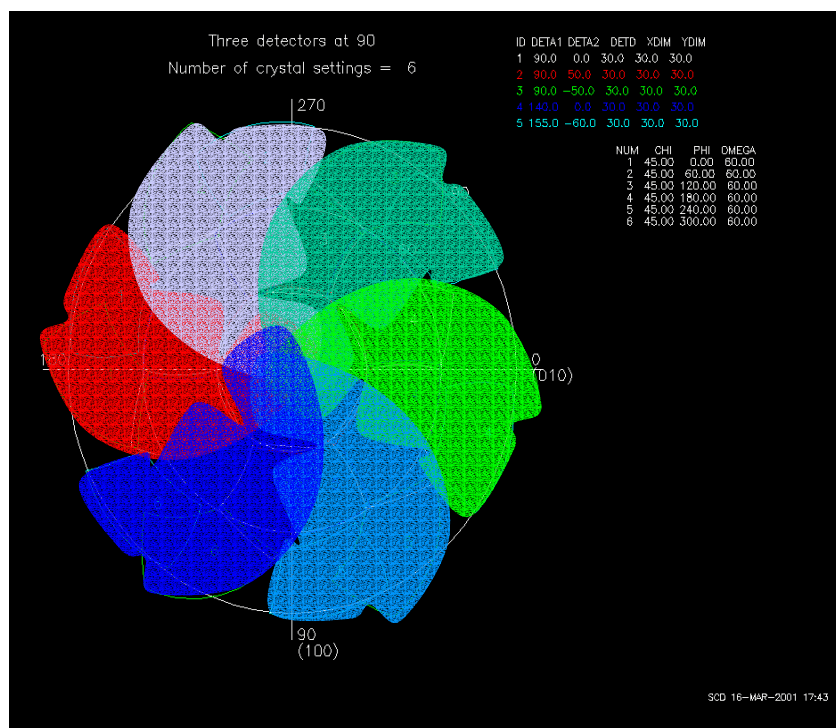 Three detectors at 90
Number of crystal settings = 6
ID DETA1 DETA2 DETD XDIM YDIM
1 90.0 0.0 30.0 30.0 30.0
2 90.0 50.0 30.0 30.0 30.0
3 90.0 -50.0 30.0 30.0 30.0
4 140.0 0.0 30.0 30.0 30.0
5 155.0 -60.0 30.0 30.0 30.0
NUM CHI PHI OMEGA
1 45.00 0.00 60.00
2 45.00 60.00 60.00
3 45.00 120.00 60.00
4 45.00 180.00 60.00
5 45.00 240.00 60.00
6 45.00 300.00 60.00
270
180
0
(010)
90
(100)
SCD 16-MAR-2001 17:43